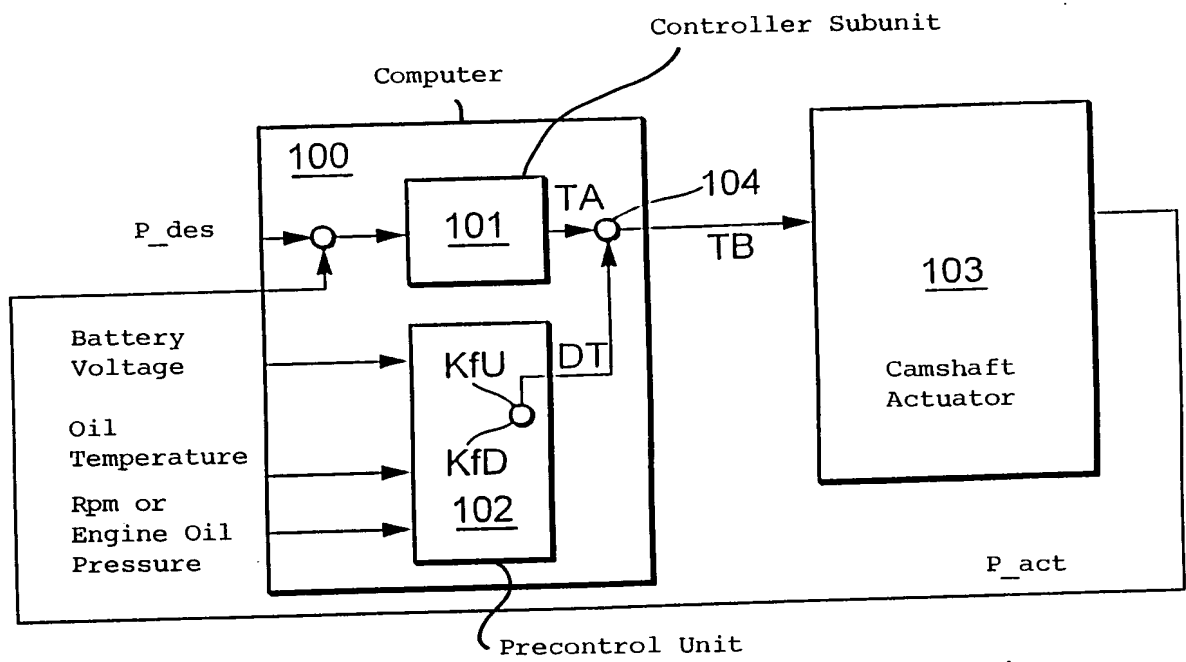 Controller Subunit
Computer
100
P_des
101
TA
104
TB
103
Camshaft
Actuator
Battery
Voltage
Oil
Temperature
Rpm or
Engine Oil
Pressure
KfU
DT
KfD
102
P_act
Precontrol Unit